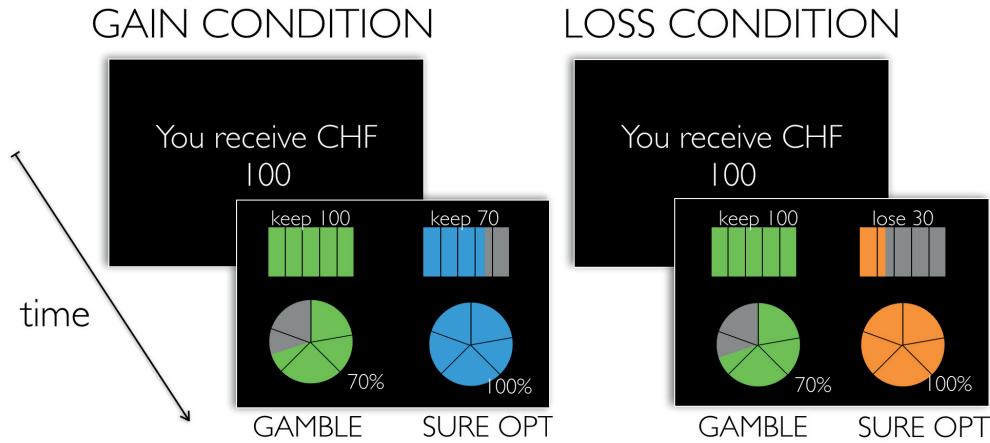 GAIN CONDITION
LOSS CONDITION
You receive CHF
100
You receive CHF
100
time
keep 100
keep 70
70%
100%
GAMBLE
SURE OPT
keep 100
lose 30
70%
100%
GAMBLE
SURE OPT